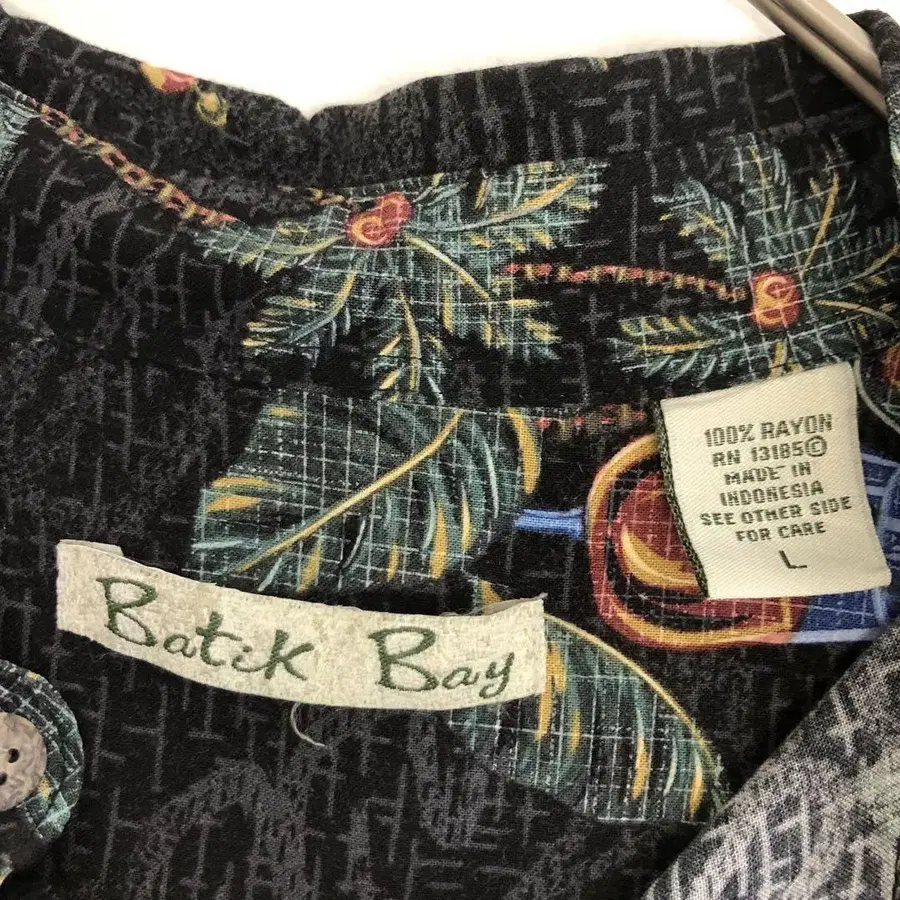 Batik Bay
100% RAYON
RN 13185©
MADE IN
INDONESIA
SEE OTHER SIDE
FOR CARE
L